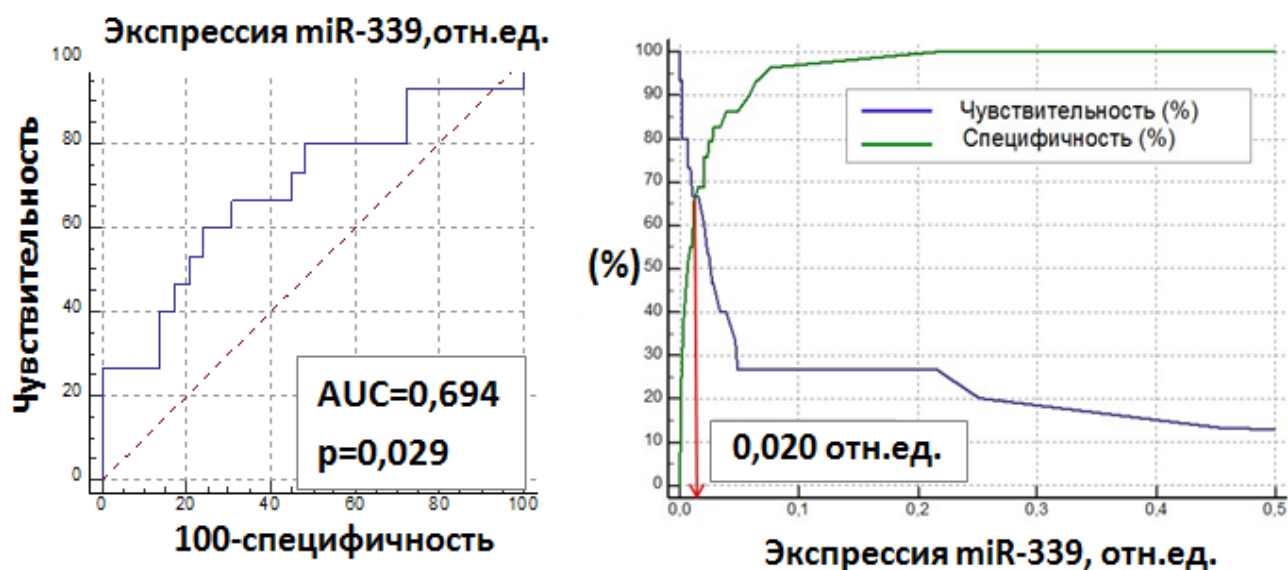 Экспрессия miR-339,отн.ед.
100
80
60
40
20
0
Чувствительность
AUC=0,694
p=0,029
0 20 40 60 80 100
100-специфичность
100
90
80
70
60
50
40
30
20
10
0
(%)
Чувствительность (%)
Специфичность (%)
0,020 отн.ед.
0,0 0,1 0,2 0,3 0,4 0,5
Экспрессия miR-339, отн.ед.